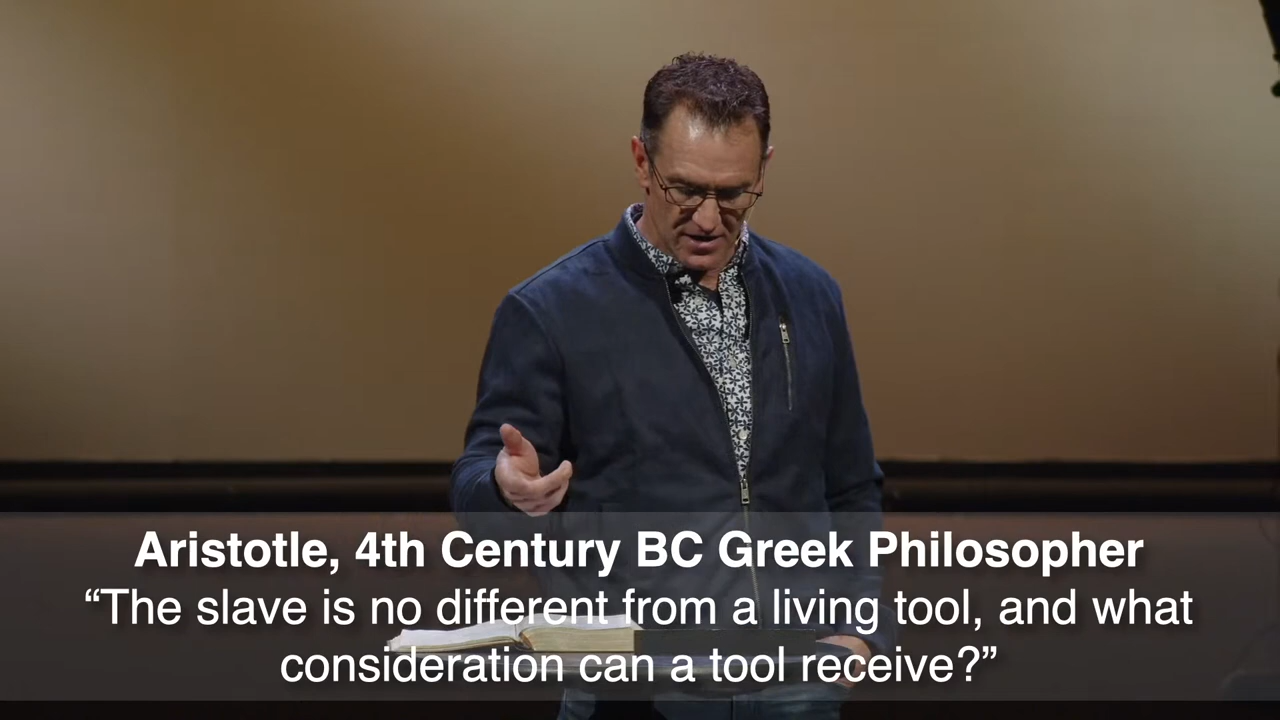 Aristotle, 4th Century BC Greek Philosopher
“The slave is no different from a living tool, and what
consideration can a tool receive?”